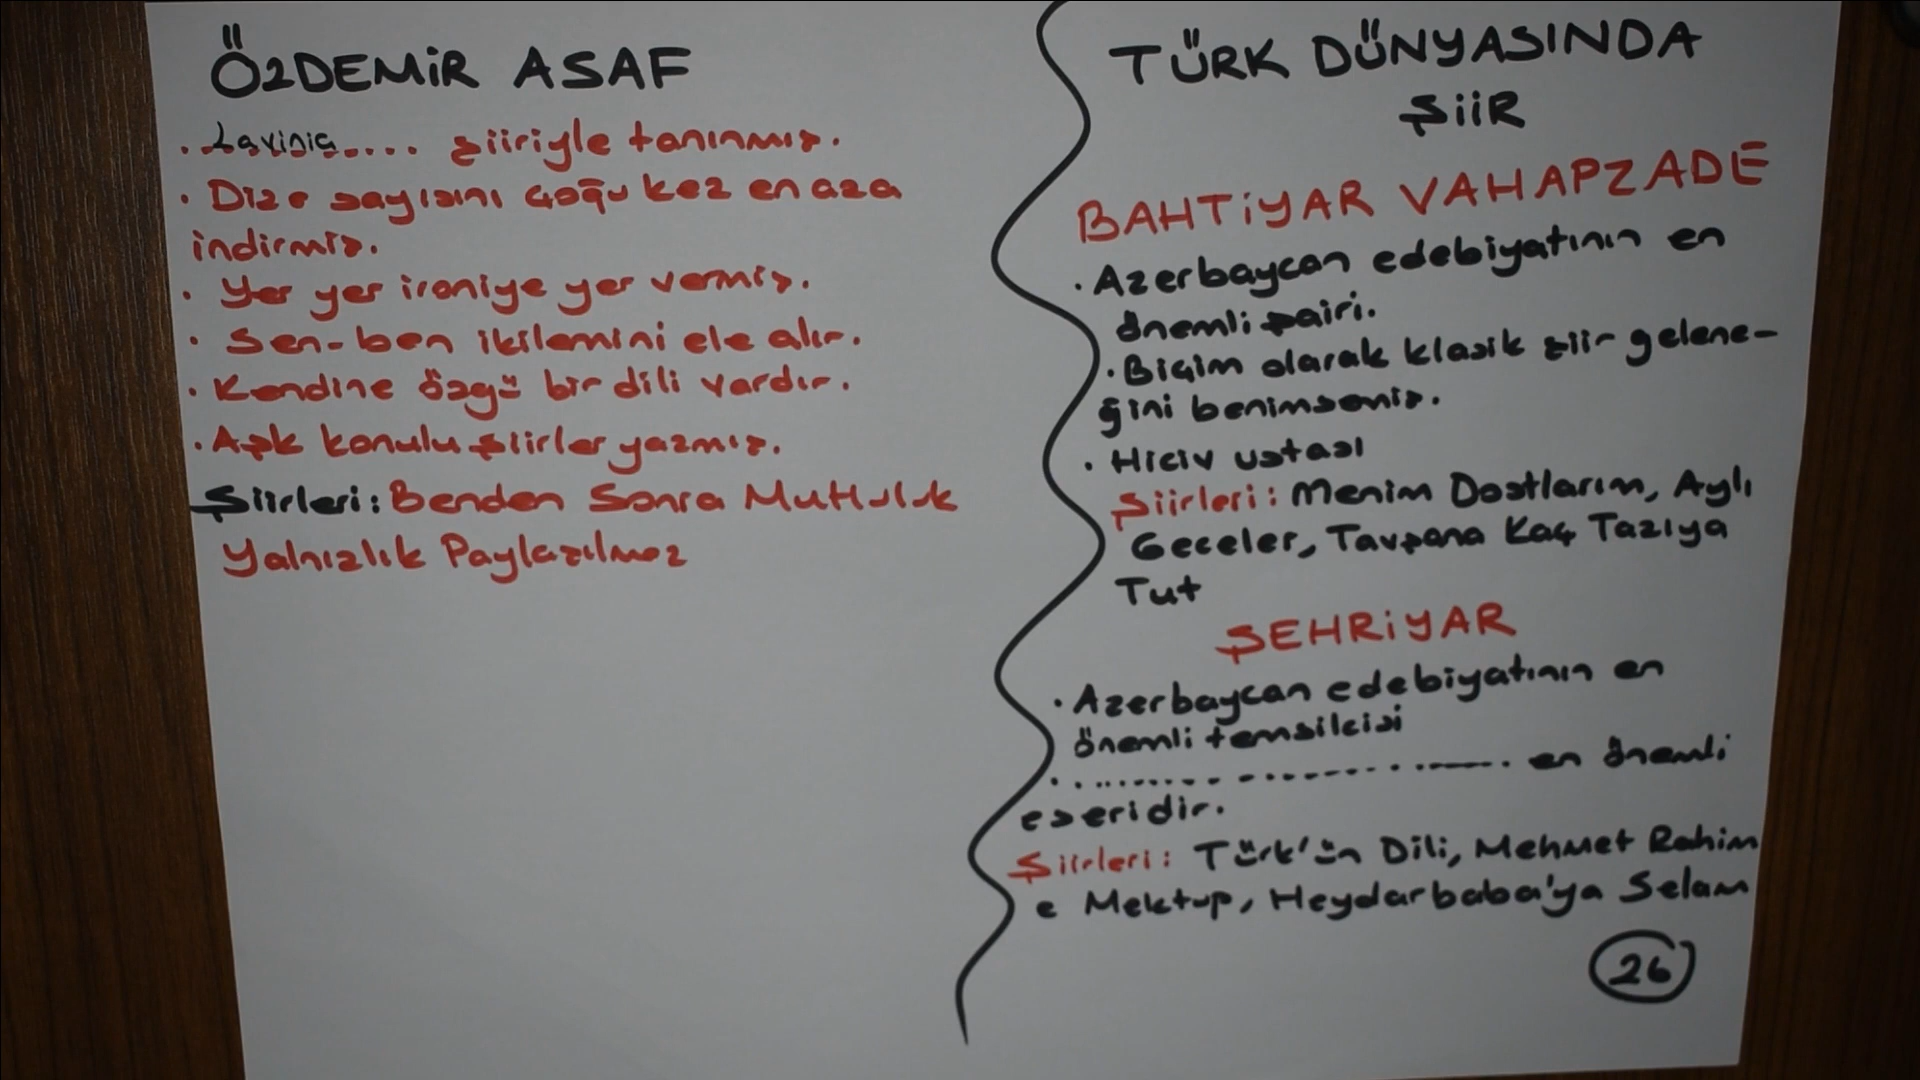 ÖZDEMİR ASAF
. Lavinia.... şiiriyle tanınmış.
. Dize sayısını çoğu kez en aza
indirmiş.
. Yer yer ironiye yer vermiş.
. Sen-ben ikilemini ele alır.
. Kendine özgü bir dili vardır.
. Aşk konulu şiirler yazmış.
Şiirleri: Benden Sonra Mutluluk
Yalnızlık Paylaşılmaz
TÜRK DÜNYASINDA
ŞİİR
BAHTİYAR VAHAPZADE
. Azerbaycan edebiyatının en
önemli şairi.
. Biçim olarak klasik şiir gelene-
ğini benimsemiş.
. Hiciv ustası
Şiirleri: Menim Dostlarım, Aylı
Geceler, Tavşana Kaç Tazıya
Tut
ŞEHRİYAR
. Azerbaycan edebiyatının en
önemli temsilcisi
. .................... en önemli
eseridir.
Şiirleri: Türk'ün Dili, Mehmet Rahim
e Mektup, Heydarbaba'ya Selam
26